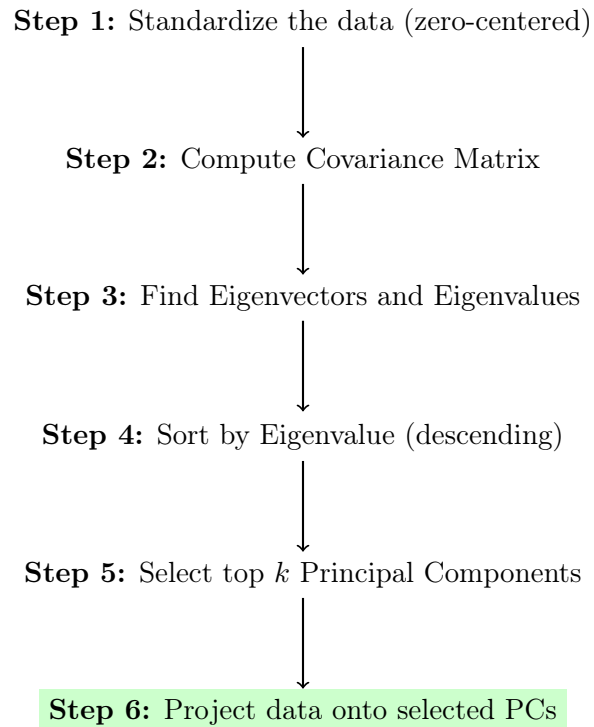 Step 1: Standardize the data (zero-centered)
Step 2: Compute Covariance Matrix
Step 3: Find Eigenvectors and Eigenvalues
Step 4: Sort by Eigenvalue (descending)
Step 5: Select top k Principal Components
Step 6: Project data onto selected PCs